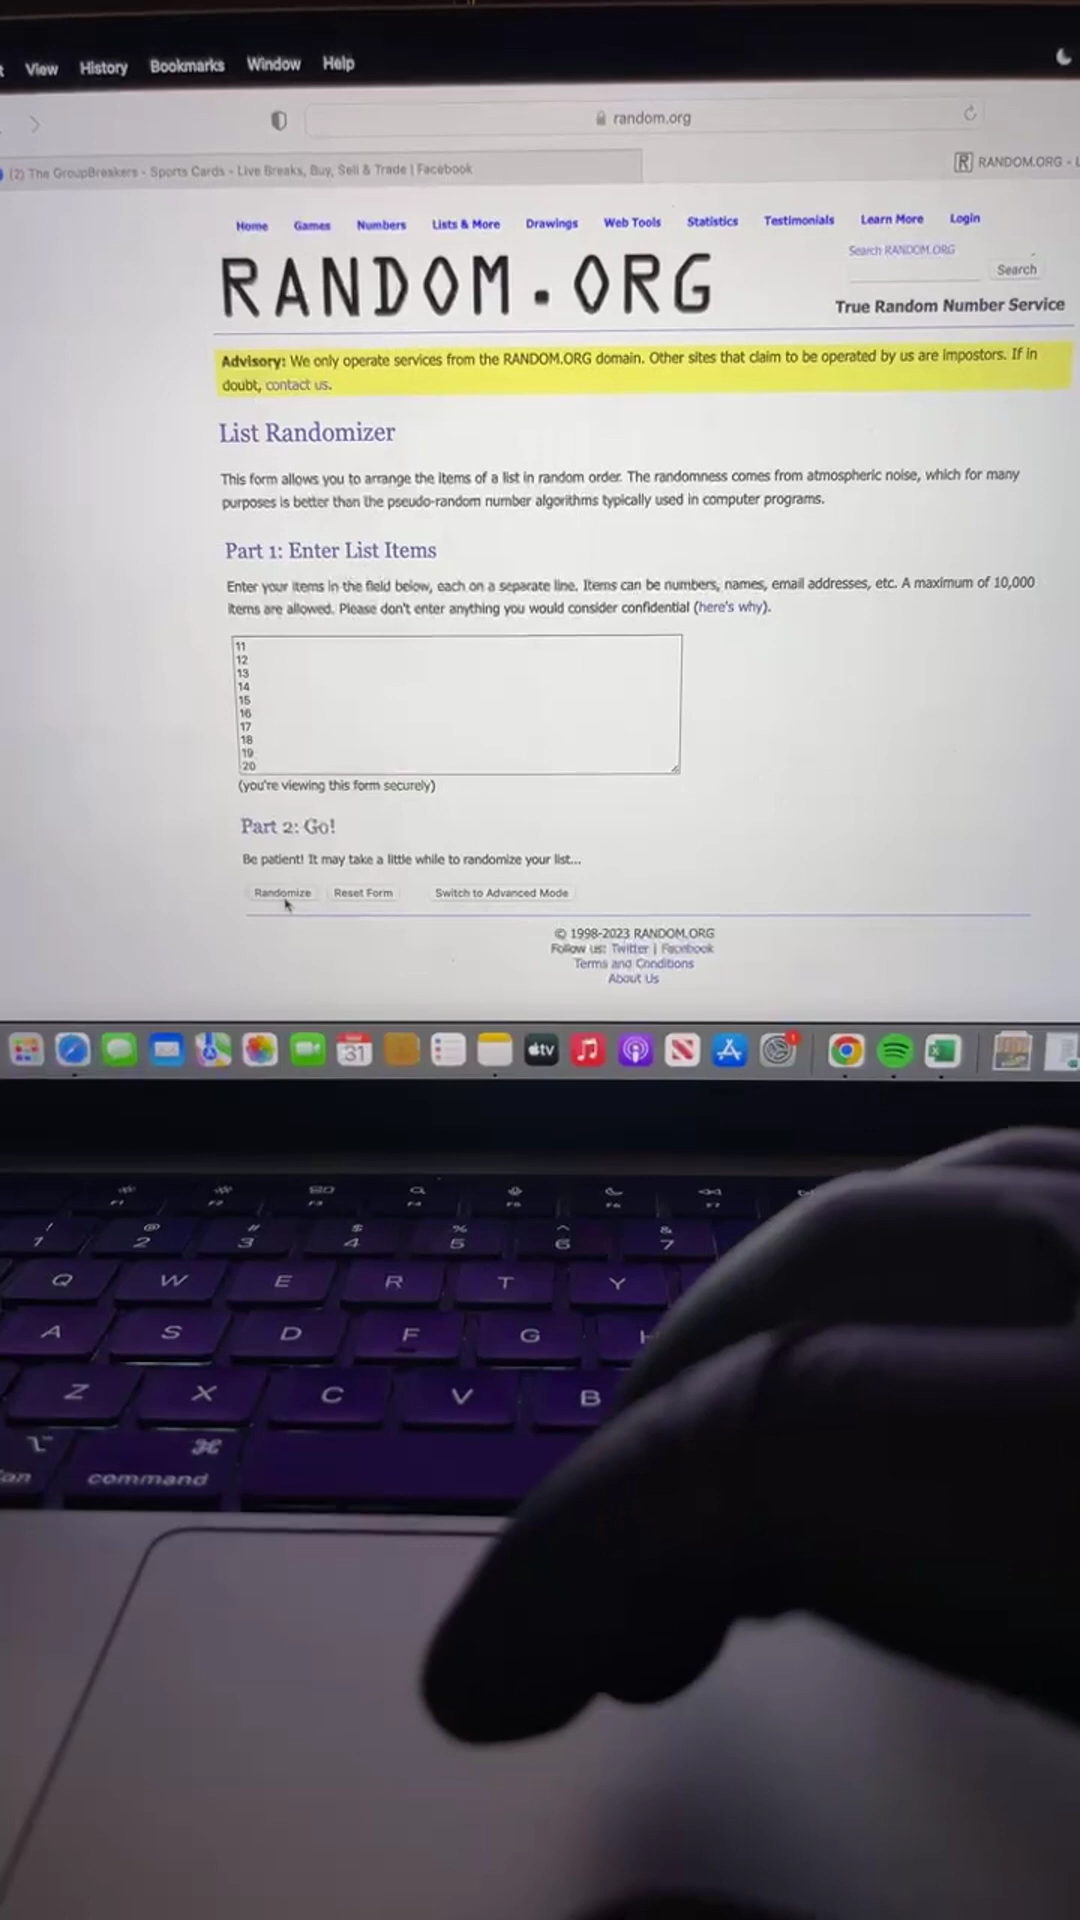 View History Bookmarks Window Help
random.org
(2) The GroupBreakers - Sports Cards - Live Breaks, Buy, Sell & Trade | Facebook
RANDOM.ORG - L
Home Games Numbers Lists & More Drawings Web Tools Statistics Testimonials Learn More Login
Search RANDOM.ORG
Search
RANDOM.ORG
True Random Number Service
Advisory: We only operate services from the RANDOM.ORG domain. Other sites that claim to be operated by us are impostors. If in
doubt, contact us.
List Randomizer
This form allows you to arrange the items of a list in random order. The randomness comes from atmospheric noise, which for many
purposes is better than the pseudo-random number algorithms typically used in computer programs.
Part 1: Enter List Items
Enter your items in the field below, each on a separate line. Items can be numbers, names, email addresses, etc. A maximum of 10,000
items are allowed. Please don't enter anything you would consider confidential (here's why).
11
12
13
14
15
16
17
18
19
20
(you're viewing this form securely)
Part 2: Go!
Be patient! It may take a little while to randomize your list...
Randomize Reset Form Switch to Advanced Mode
© 1998-2023 RANDOM.ORG
Follow us: Twitter | Facebook
Terms and Conditions
About Us
31
tv
! @ # $ % ^ &
1 2 3 4 5 6 7
Q W E R T Y
A S D F G H
Z X C V B
⌥ ⌘
command